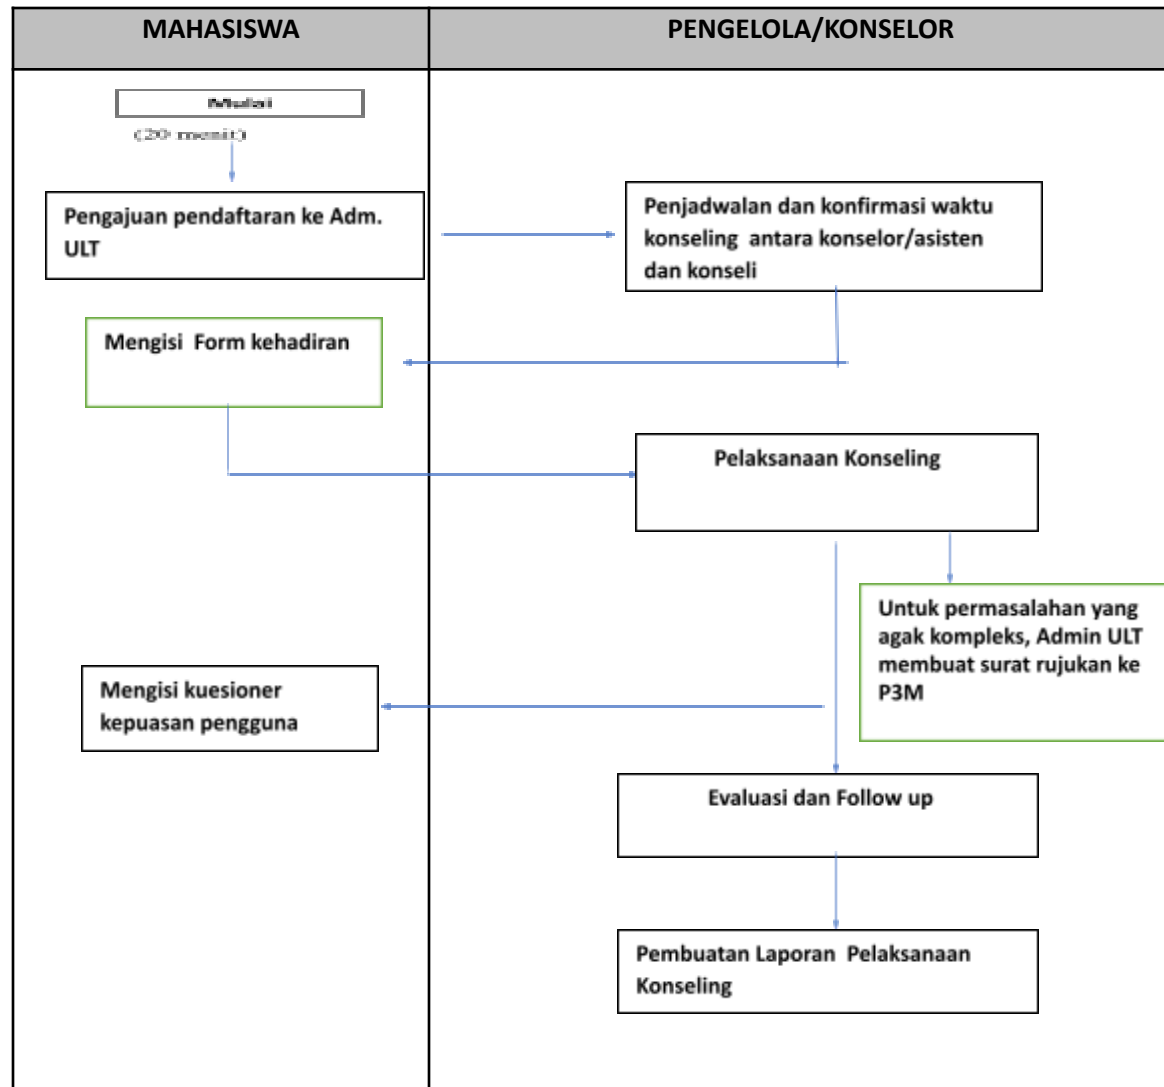 MAHASISWA
PENGELOLA/KONSELOR
Mulai
(20 menit)
Pengajuan pendaftaran ke Adm.
ULT
Penjadwalan dan konfirmasi waktu
konseling antara konselor/asisten
dan konseli
Mengisi Form kehadiran
Pelaksanaan Konseling
Untuk permasalahan yang
agak kompleks, Admin ULT
membuat surat rujukan ke
P3M
Mengisi kuesioner
kepuasan pengguna
Evaluasi dan Follow up
Pembuatan Laporan Pelaksanaan
Konseling